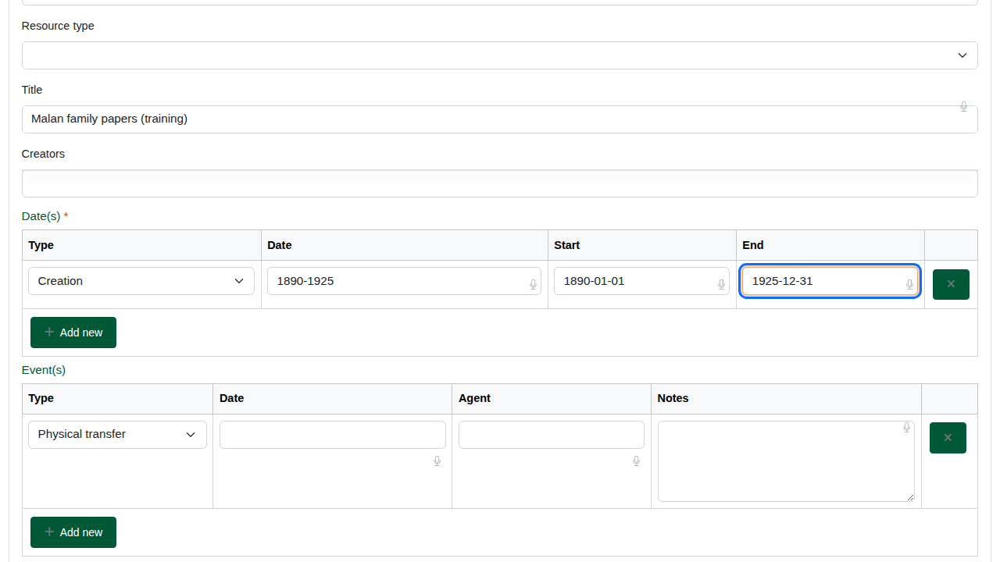 Resource type
Title
Malan family papers (training)
Creators
Date(s) *
Type Date Start End
Creation 1890-1925 1890-01-01 1925-12-31 ×
+ Add new
Event(s)
Type Date Agent Notes
Physical transfer ×
+ Add new